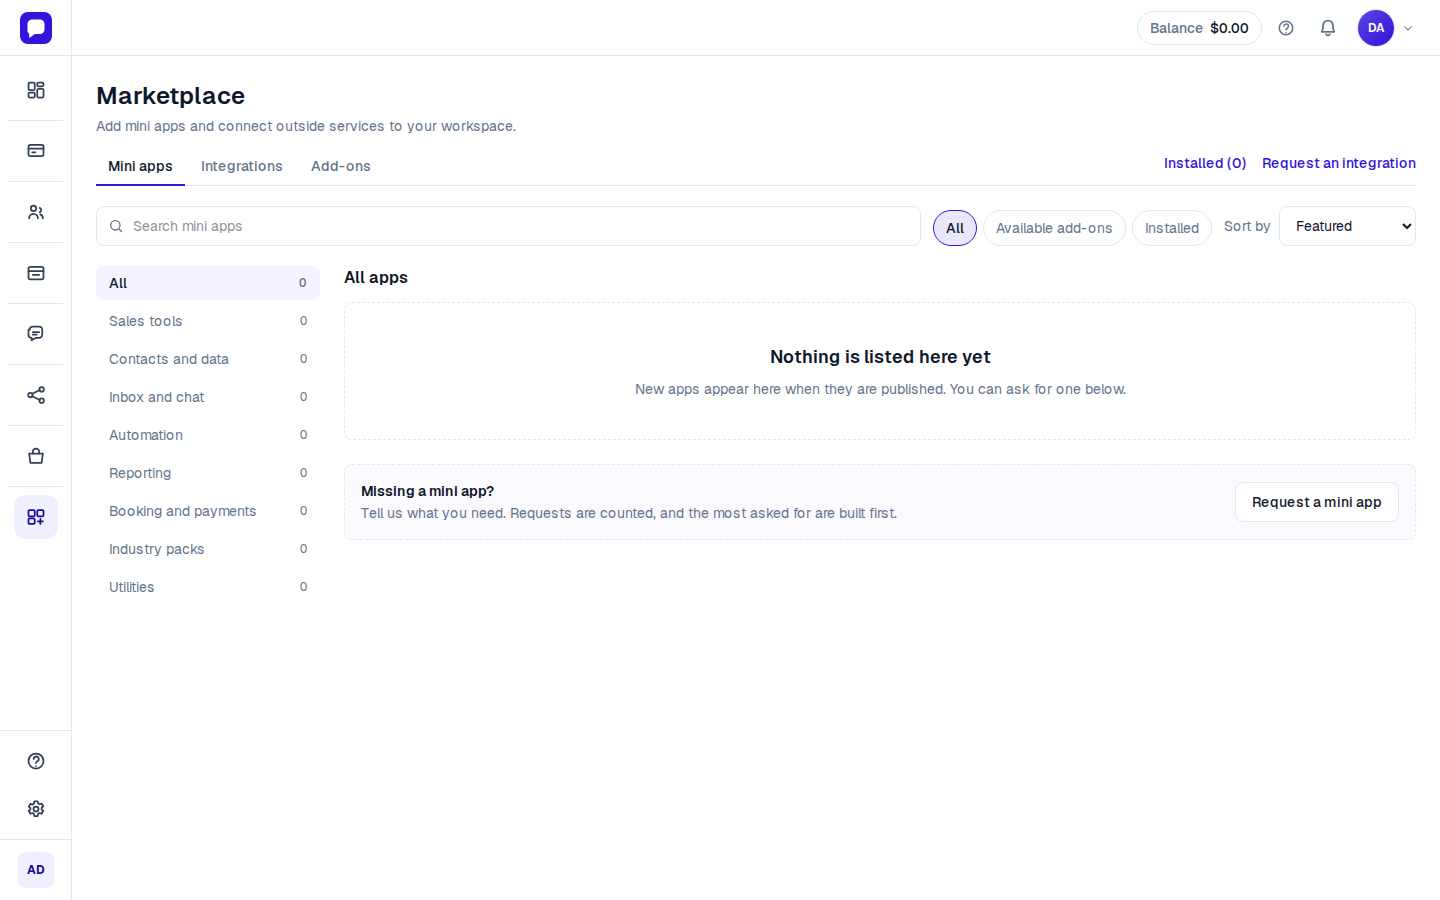 Balance $0.00
DA
Marketplace
Add mini apps and connect outside services to your workspace.
Mini apps
Integrations
Add-ons
Installed (0)
Request an integration
Search mini apps
All
Available add-ons
Installed
Sort by
Featured
All 0
Sales tools 0
Contacts and data 0
Inbox and chat 0
Automation 0
Reporting 0
Booking and payments 0
Industry packs 0
Utilities 0
All apps
Nothing is listed here yet
New apps appear here when they are published. You can ask for one below.
Missing a mini app?
Tell us what you need. Requests are counted, and the most asked for are built first.
Request a mini app
AD